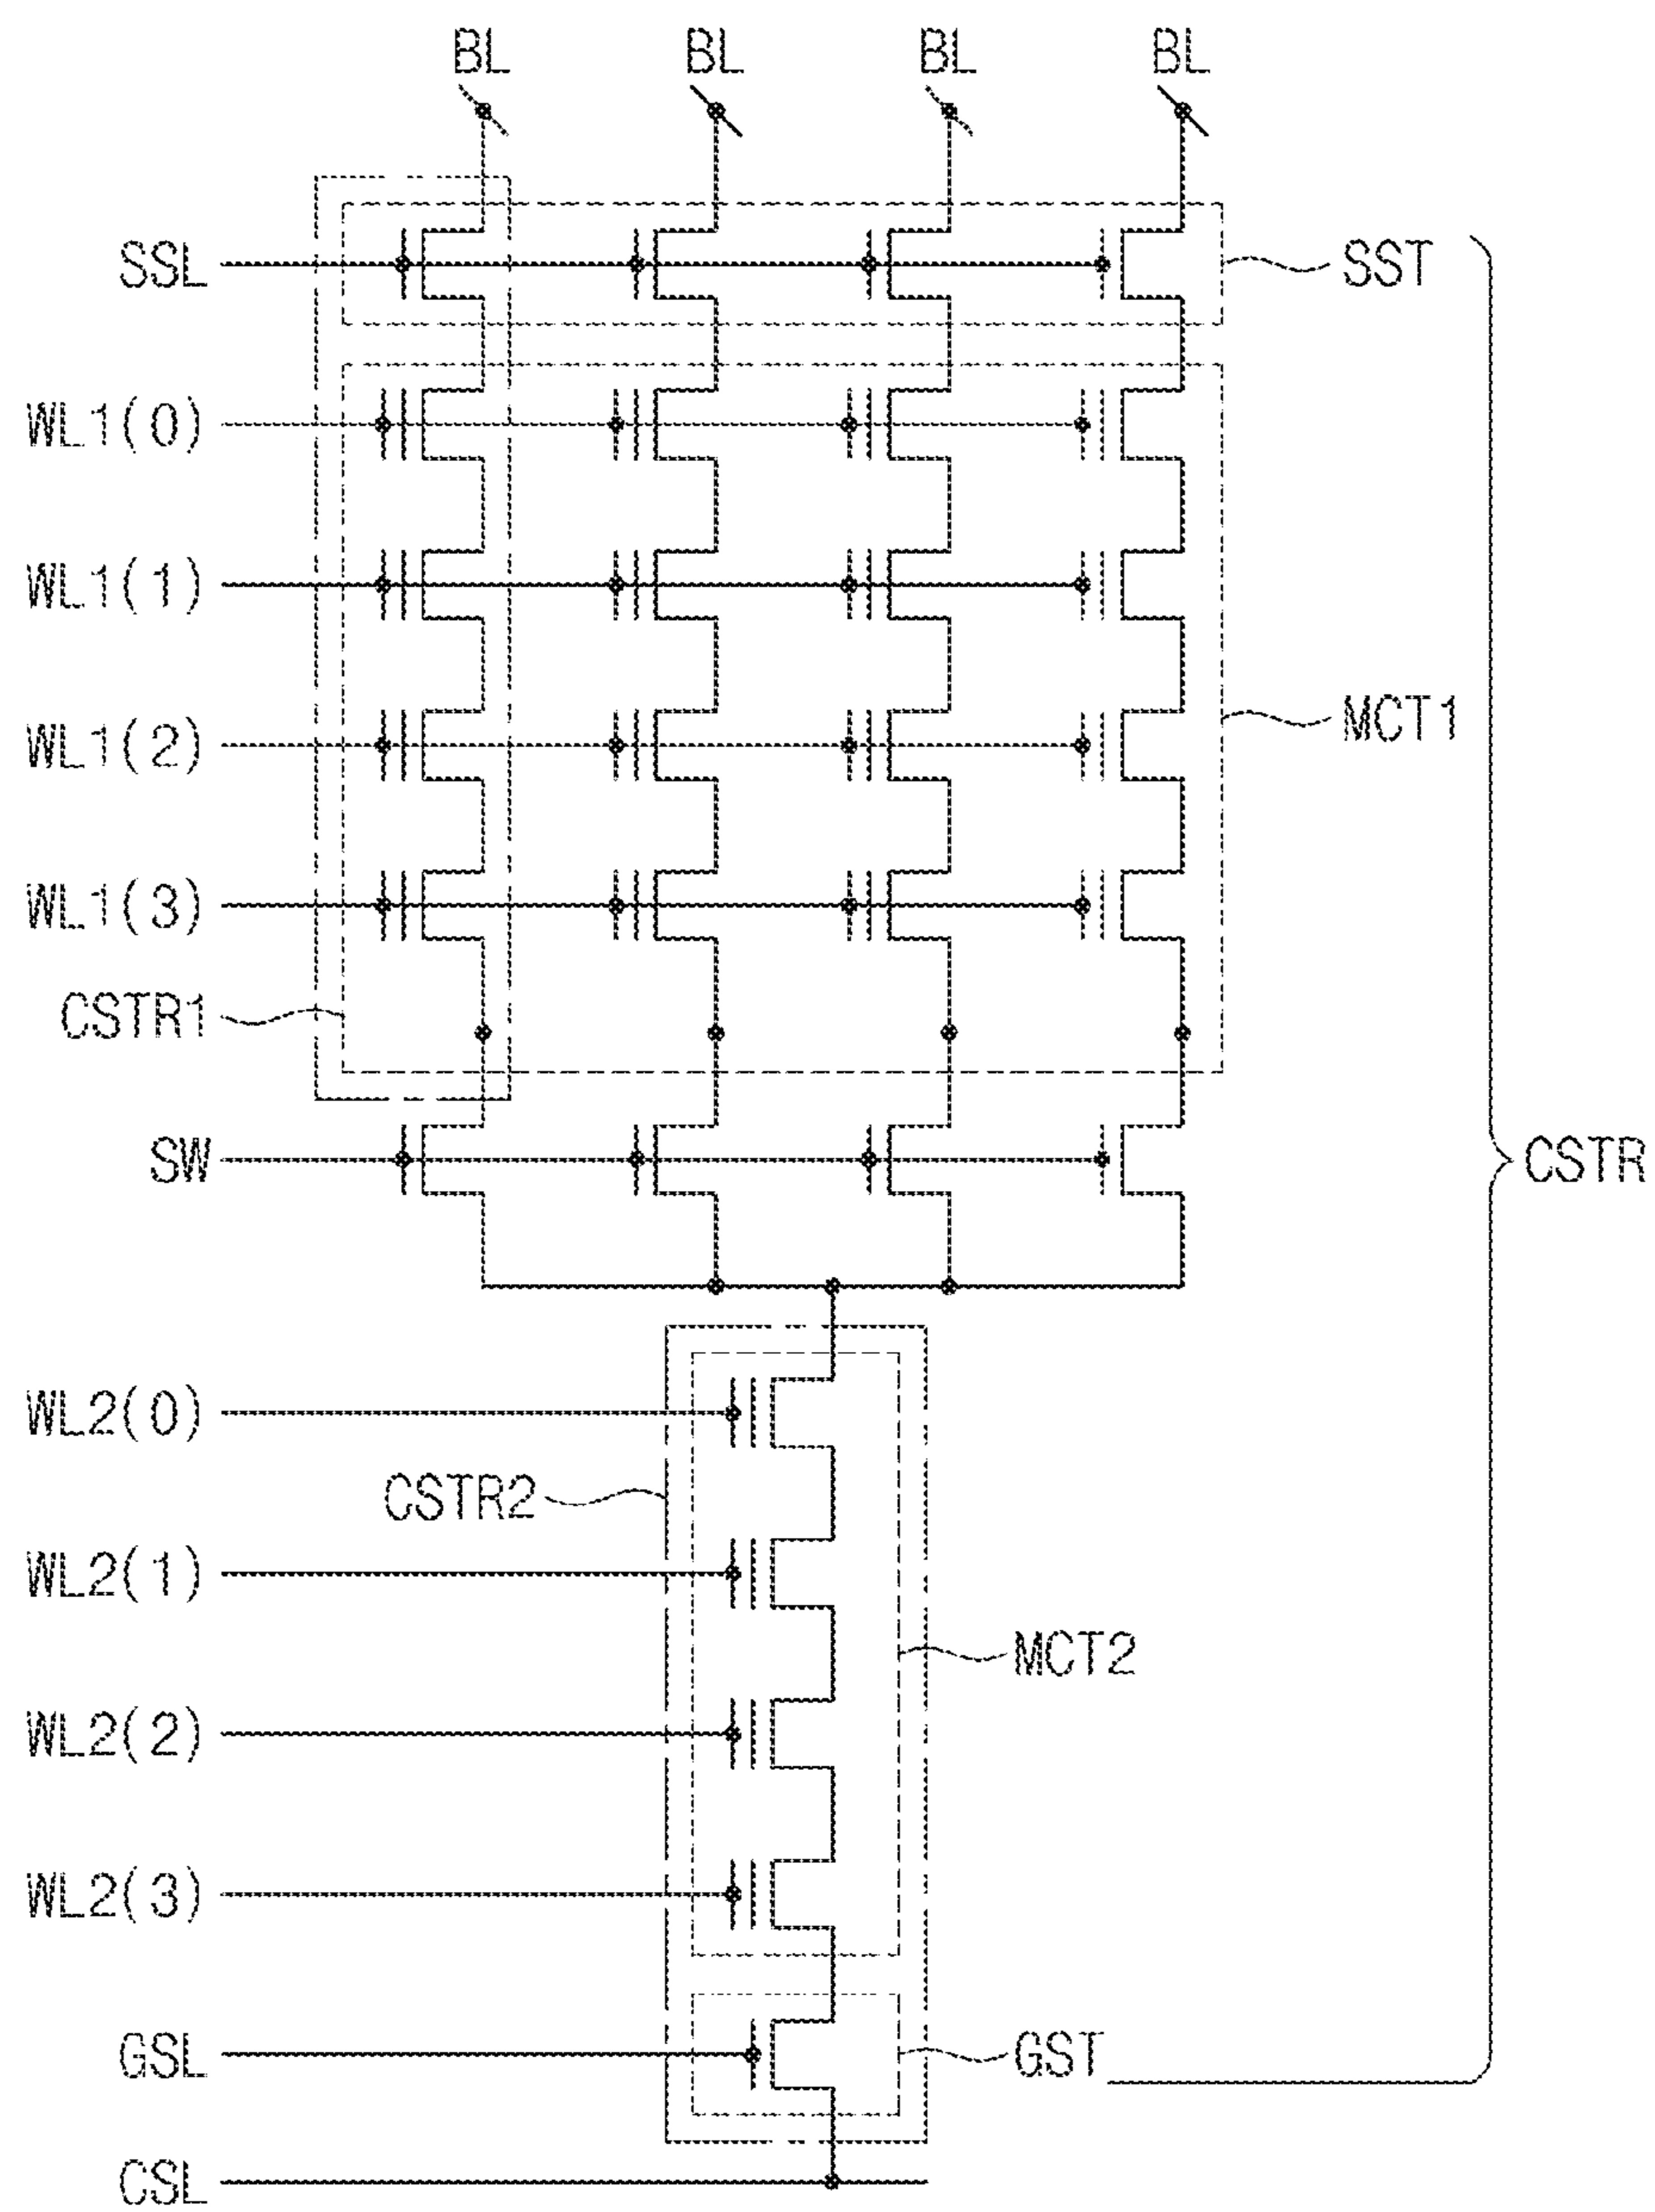 BL BL BL BL
SSL
SST
WL1(0)
WL1(1)
WL1(2)
MCT1
WL1(3)
CSTR1
SW
CSTR
WL2(0)
CSTR2
WL2(1)
MCT2
WL2(2)
WL2(3)
GSL
GST
CSL